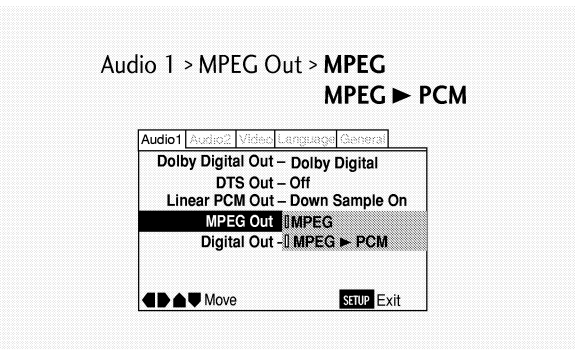 Audio 1 > MPEG Out > MPEG
MPEG ► PCM
Audio1 Audio2 Video Language General
Dolby Digital Out – Dolby Digital
DTS Out – Off
Linear PCM Out – Down Sample On
MPEG Out MPEG
Digital Out - MPEG ► PCM
Move SETUP Exit